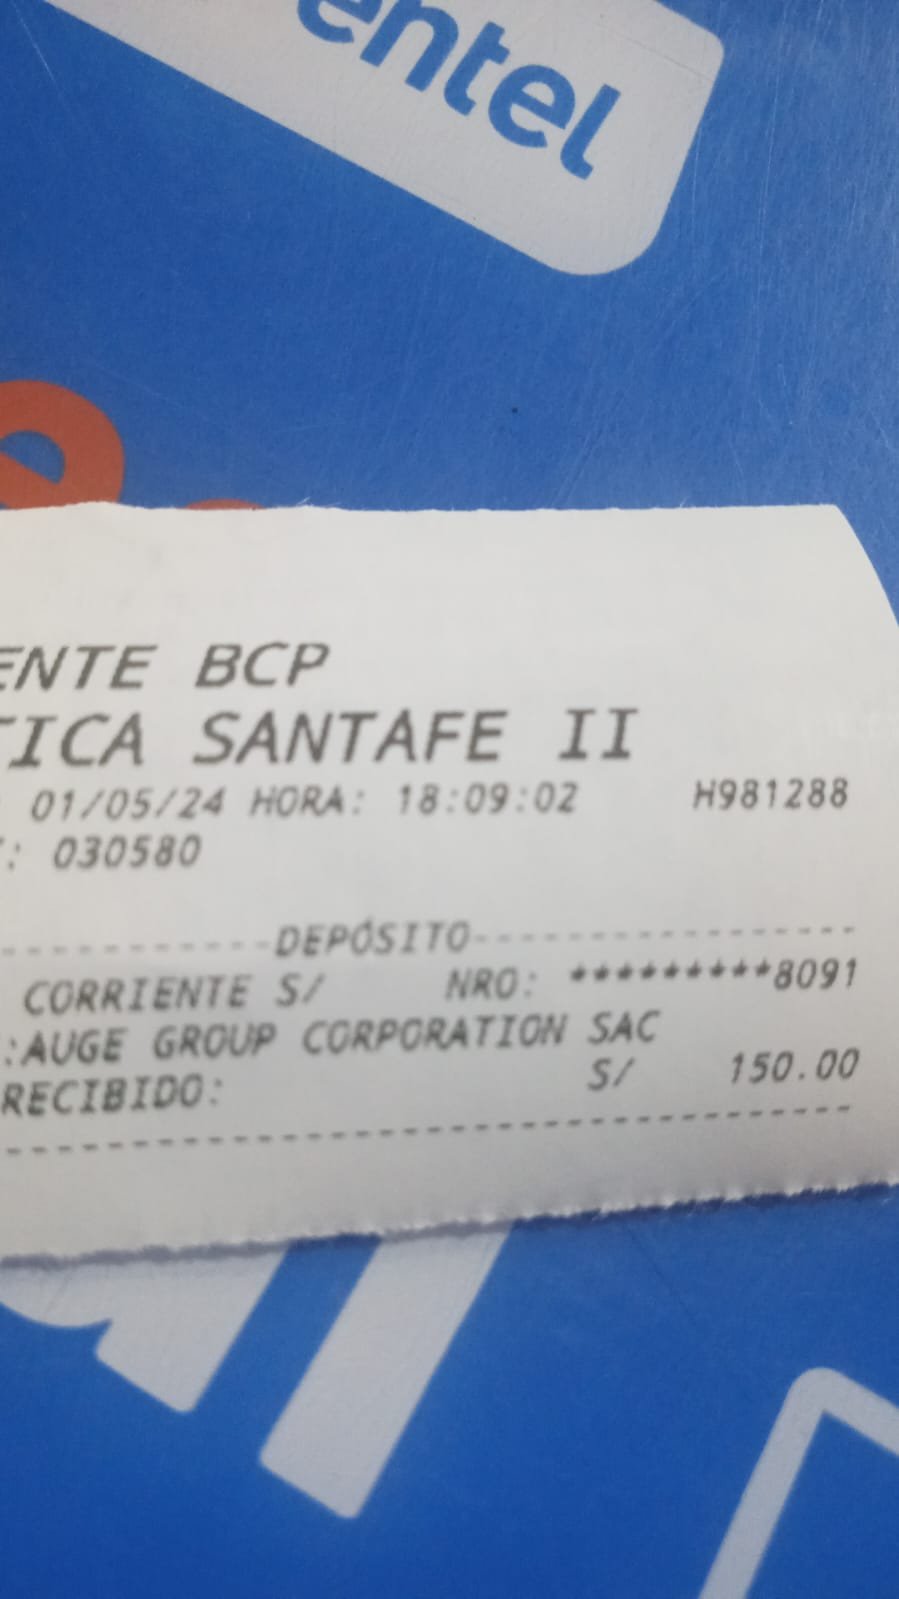 entel
e
ENTE BCP
TICA SANTAFE II
01/05/24 HORA: 18:09:02 H981288
: 030580
------------DEPÓSITO------------------
CORRIENTE S/ NRO: *********8091
:AUGE GROUP CORPORATION SAC
RECIBIDO: S/ 150.00